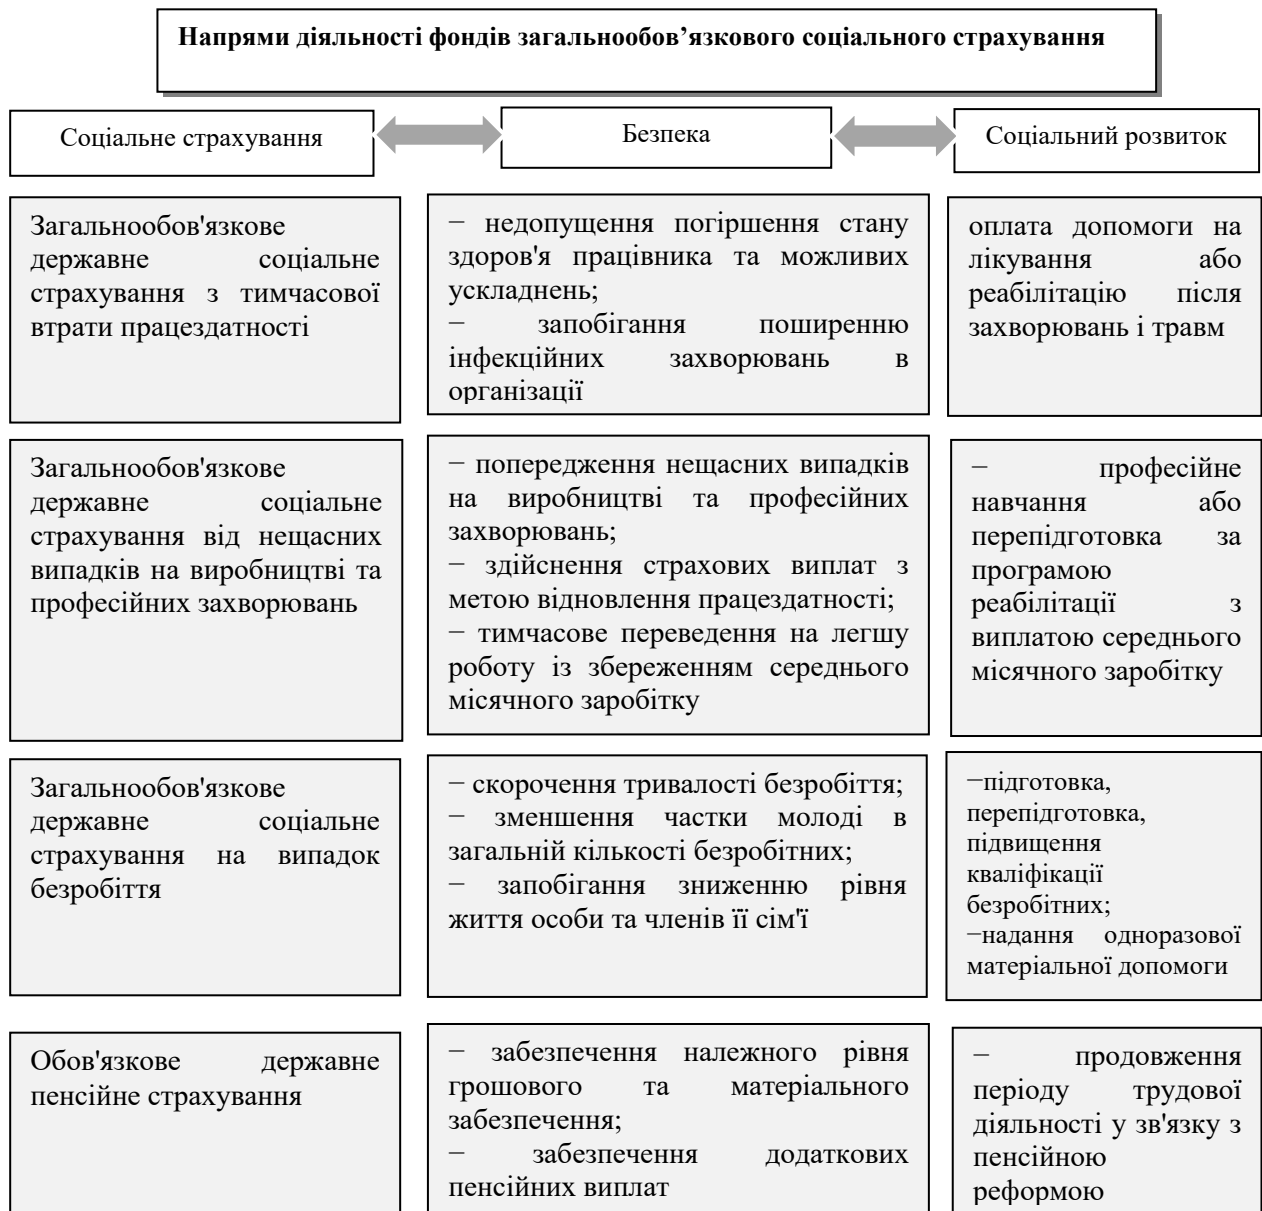 Напрями діяльності фондів загальнообов’язкового соціального страхування
Соціальне страхування
Безпека
Соціальний розвиток
Загальнообов'язкове
державне соціальне
страхування з тимчасової
втрати працездатності
− недопущення погіршення стану
здоров'я працівника та можливих
ускладнень;
− запобігання поширенню
інфекційних захворювань в
організації
оплата допомоги на
лікування або
реабілітацію після
захворювань і травм
Загальнообов'язкове
державне соціальне
страхування від нещасних
випадків на виробництві та
професійних захворювань
− попередження нещасних випадків
на виробництві та професійних
захворювань;
− здійснення страхових виплат з
метою відновлення працездатності;
− тимчасове переведення на легшу
роботу із збереженням середнього
місячного заробітку
− професійне
навчання або
перепідготовка за
програмою
реабілітації з
виплатою середнього
місячного заробітку
Загальнообов'язкове
державне соціальне
страхування на випадок
безробіття
− скорочення тривалості безробіття;
− зменшення частки молоді в
загальній кількості безробітних;
− запобігання зниженню рівня
життя особи та членів її сім'ї
−підготовка,
перепідготовка,
підвищення
кваліфікації
безробітних;
−надання одноразової
матеріальної допомоги
Обов'язкове державне
пенсійне страхування
− забезпечення належного рівня
грошового та матеріального
забезпечення;
− забезпечення додаткових
пенсійних виплат
− продовження
періоду трудової
діяльності у зв'язку з
пенсійною
реформою